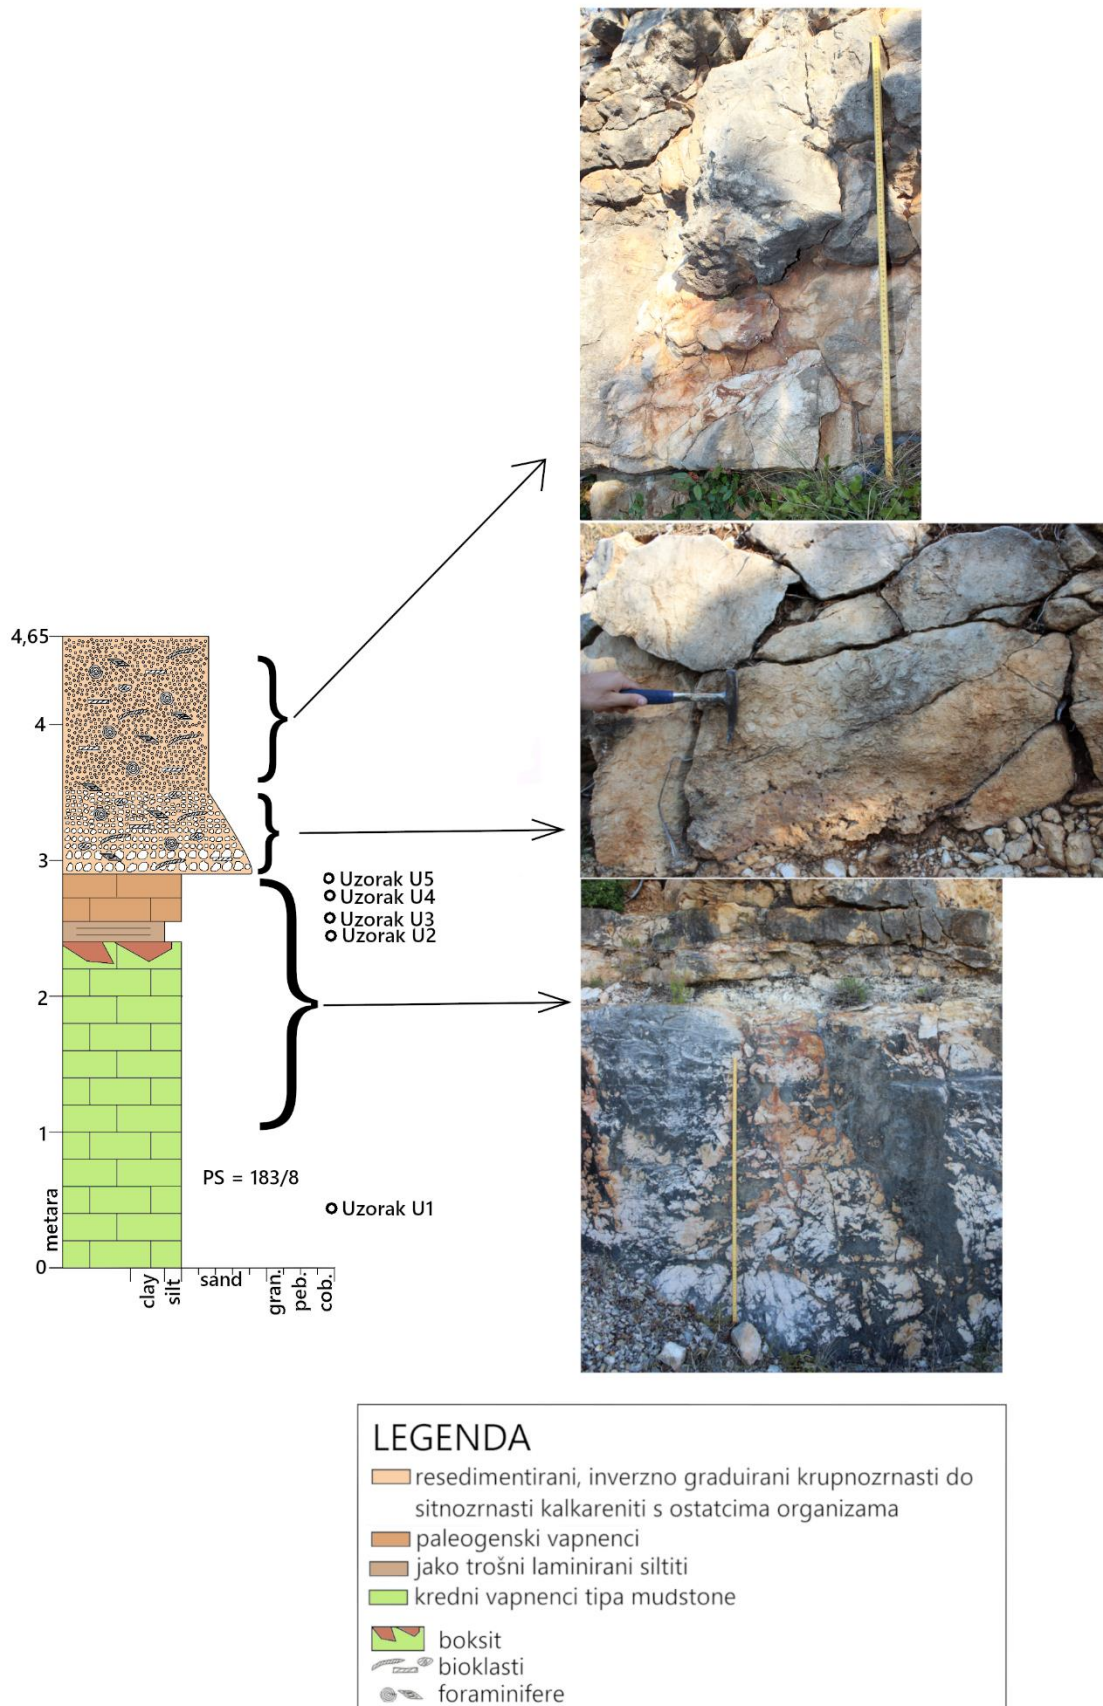 4,65
4
3
2
1
0
metara
Uzorak U5
Uzorak U4
Uzorak U3
Uzorak U2
PS = 183/8
Uzorak U1
clay
silt
sand
gran.
peb.
cob.
LEGENDA
resedimentirani, inverzno graduirani krupnozrnasti do
sitnozrnasti kalkareniti s ostatcima organizama
paleogenski vapnenci
jako trošni laminirani siltiti
kredni vapnenci tipa mudstone
boksit
bioklasti
foraminifere